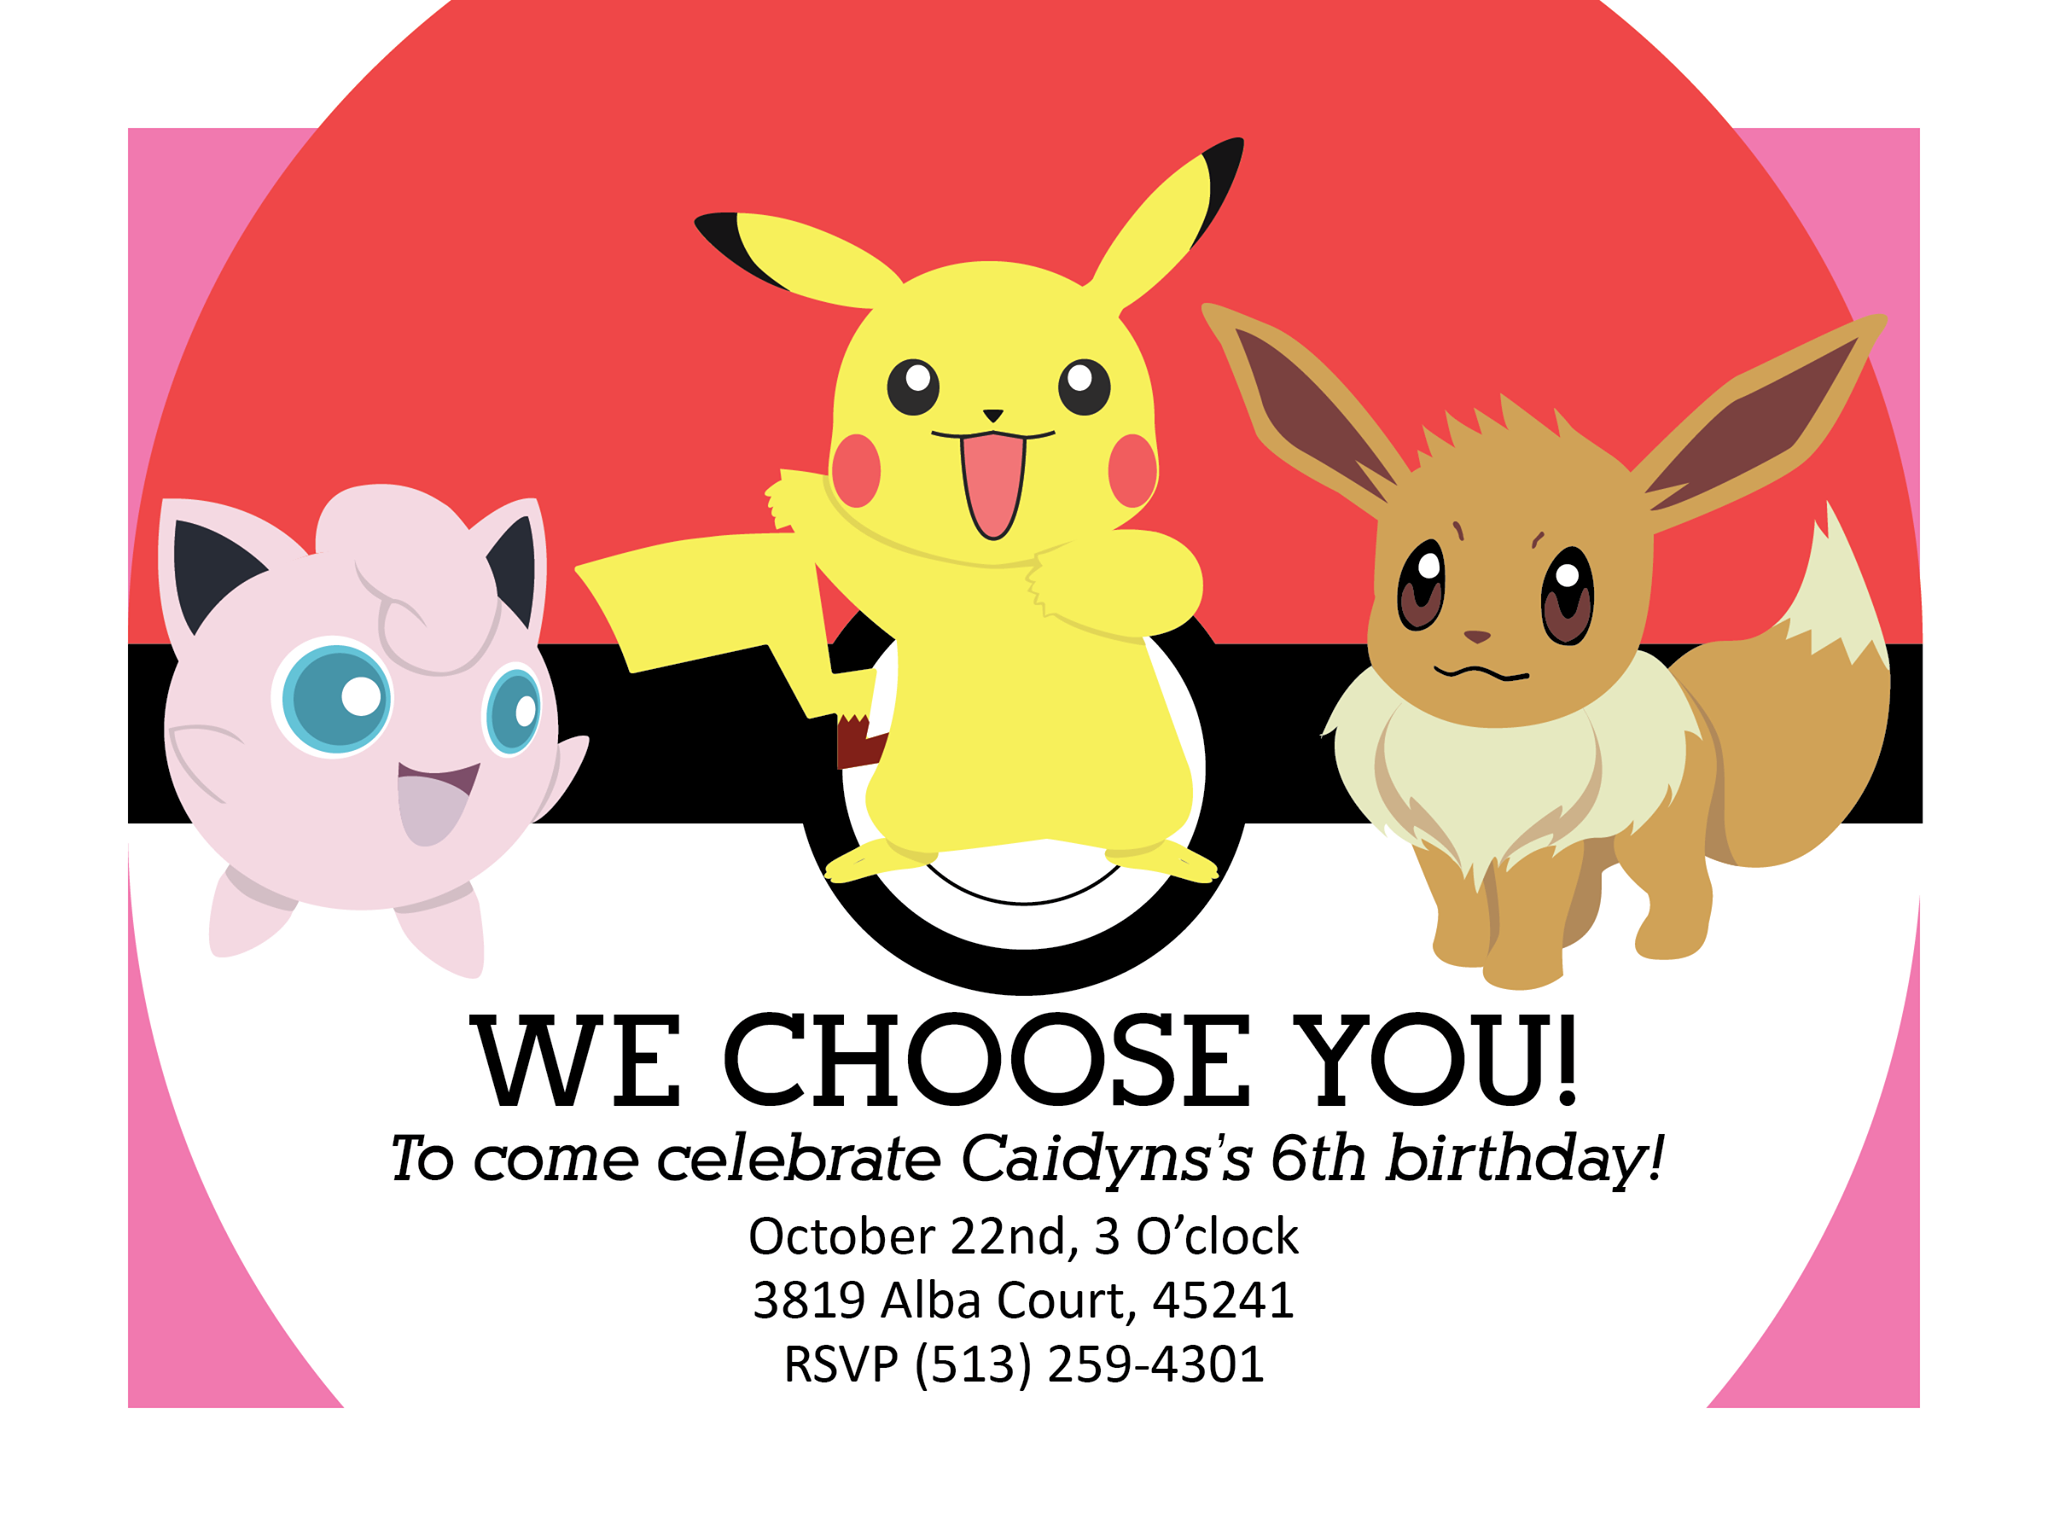 WE CHOOSE YOU!
To come celebrate Caidyns's 6th birthday!
October 22nd, 3 O’clock
3819 Alba Court, 45241
RSVP (513) 259-4301